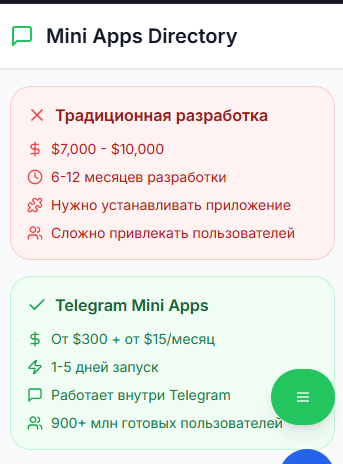 Mini Apps Directory
Традиционная разработка
$7,000 - $10,000
6-12 месяцев разработки
Нужно устанавливать приложение
Сложно привлекать пользователей
Telegram Mini Apps
От $300 + от $15/месяц
1-5 дней запуск
Работает внутри Telegram
900+ млн готовых пользователей